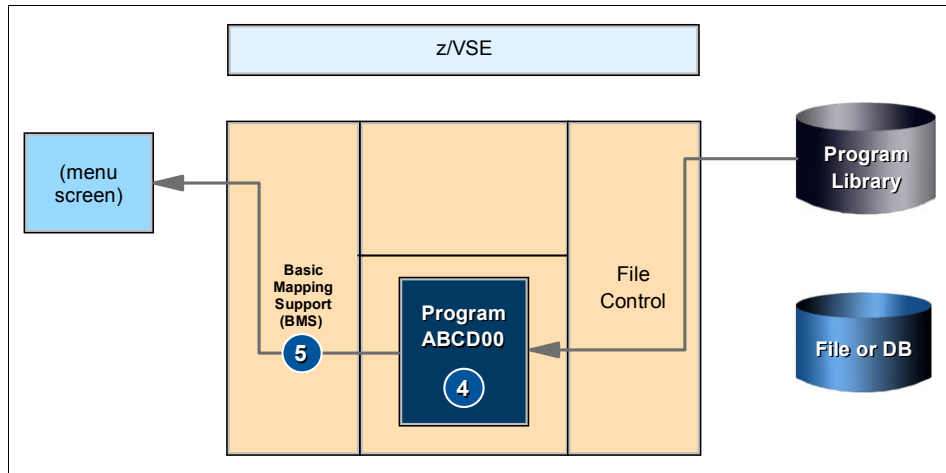 z/VSE
(menu
screen)
Program
Library
Basic
Mapping
Support
(BMS)
5
Program
ABCD00
4
File
Control
File or DB